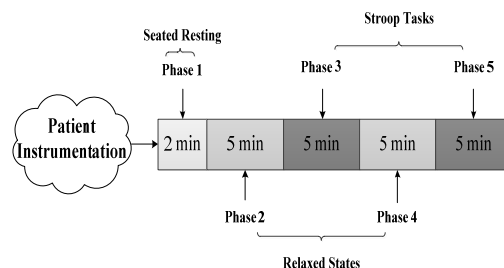 Stroop Tasks
Seated Resting
Phase 1
Phase 3
Phase 5
Patient
Instrumentation
2 min
5 min
5 min
5 min
5 min
Phase 2
Phase 4
Relaxed States